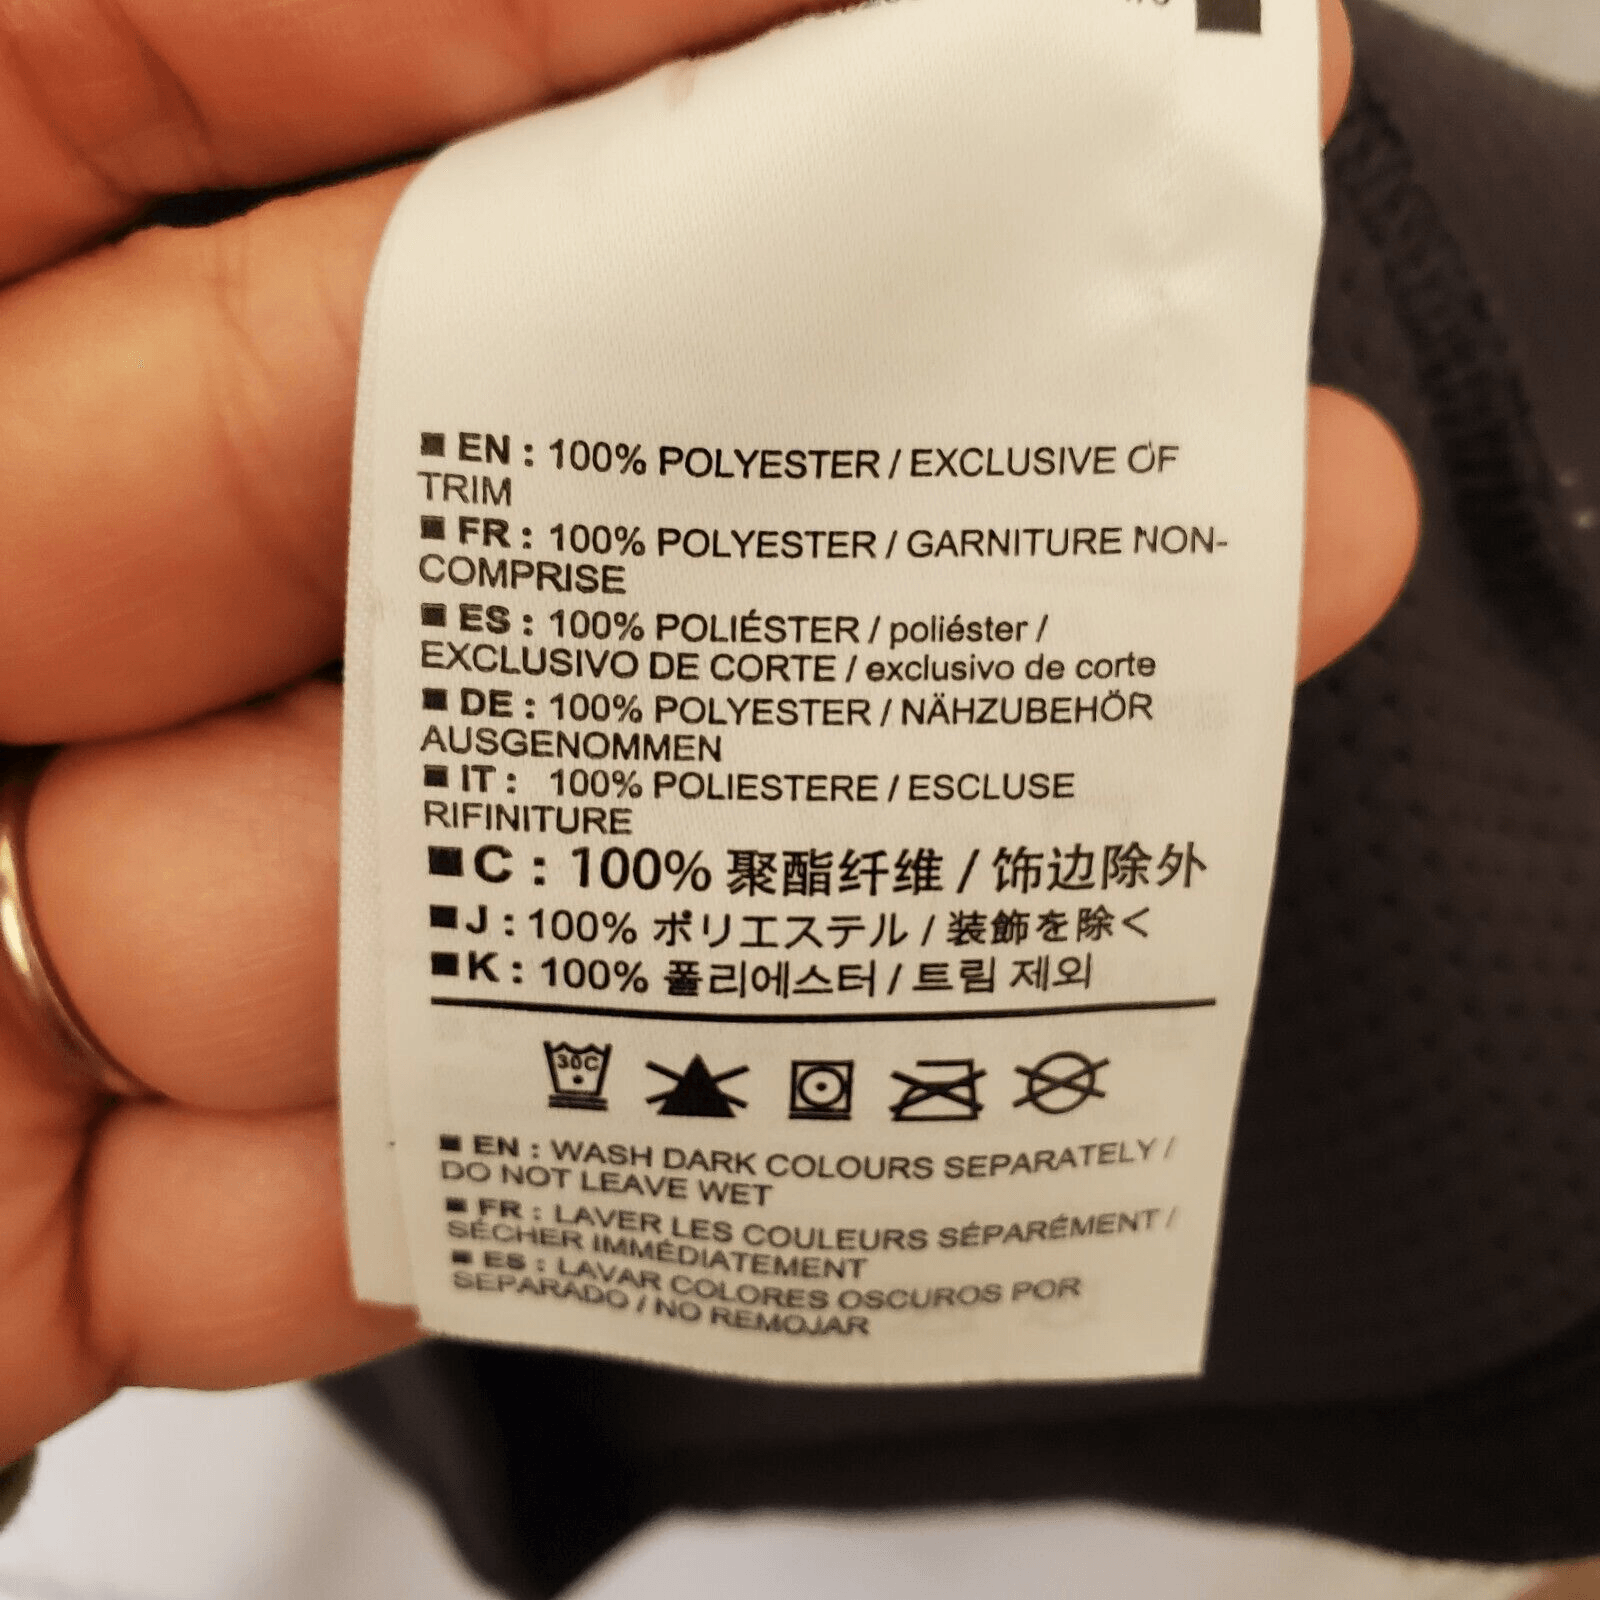 ■ EN : 100% POLYESTER / EXCLUSIVE OF
TRIM
■ FR : 100% POLYESTER / GARNITURE NON-
COMPRISE
■ ES : 100% POLIÉSTER / poliéster /
EXCLUSIVO DE CORTE / exclusivo de corte
■ DE : 100% POLYESTER / NÄHZUBEHÖR
AUSGENOMMEN
■ IT : 100% POLIESTERE / ESCLUSE
RIFINITURE
■ C : 100% 聚酯纤维 / 饰边除外
■ J : 100% ポリエステル / 装飾を除く
■ K : 100% 폴리에스터 / 트림 제외
30C
■ EN : WASH DARK COLOURS SEPARATELY /
DO NOT LEAVE WET
■ FR : LAVER LES COULEURS SÉPARÉMENT /
SÉCHER IMMÉDIATEMENT
■ ES : LAVAR COLORES OSCUROS POR
SEPARADO / NO REMOJAR